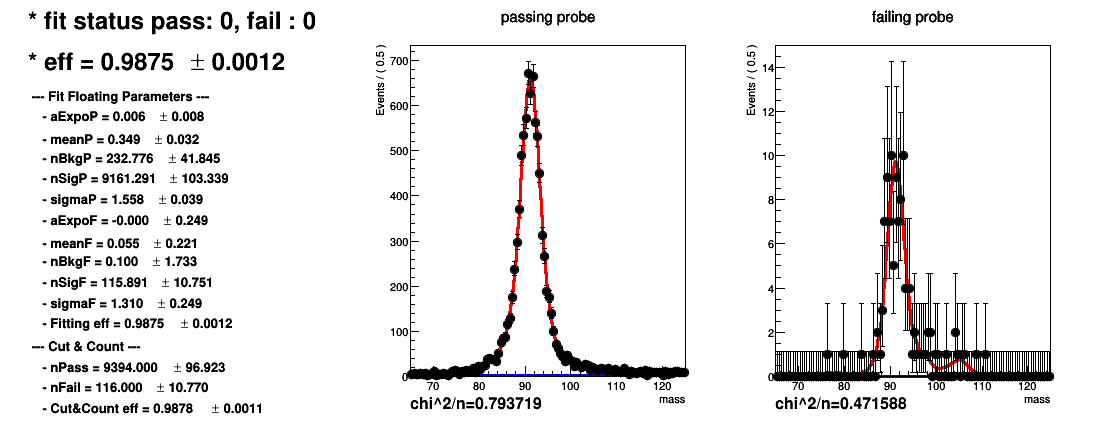 * fit status pass: 0, fail : 0
* eff = 0.9875 ± 0.0012
--- Fit Floating Parameters ---
- aExpoP = 0.006 ± 0.008
- meanP = 0.349 ± 0.032
- nBkgP = 232.776 ± 41.845
- nSigP = 9161.291 ± 103.339
- sigmaP = 1.558 ± 0.039
- aExpoF = -0.000 ± 0.249
- meanF = 0.055 ± 0.221
- nBkgF = 0.100 ± 1.733
- nSigF = 115.891 ± 10.751
- sigmaF = 1.310 ± 0.249
- Fitting eff = 0.9875 ± 0.0012
--- Cut & Count ---
- nPass = 9394.000 ± 96.923
- nFail = 116.000 ± 10.770
- Cut&Count eff = 0.9878 ± 0.0011
passing probe
Events / ( 0.5 )
700
600
500
400
300
200
100
0
70 80 90 100 110 120
mass
chi^2/n=0.793719
failing probe
Events / ( 0.5 )
14
12
10
8
6
4
2
0
70 80 90 100 110 120
mass
chi^2/n=0.471588